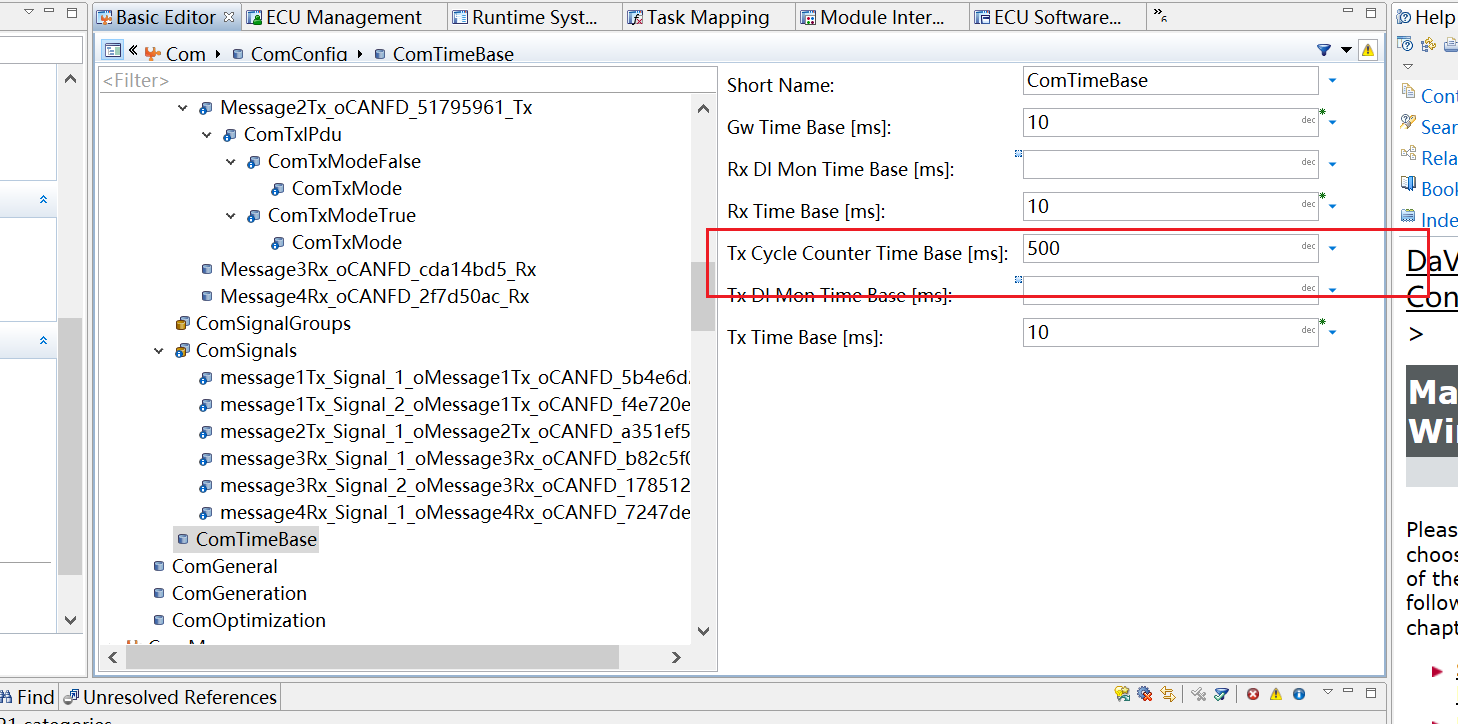 Basic Editor
ECU Management
Runtime Syst...
Task Mapping
Module Inter...
ECU Software...
»6
Help
« Com ComConfig ComTimeBase
<Filter>
Message2Tx_oCANFD_51795961_Tx
ComTxIPdu
ComTxModeFalse
ComTxMode
ComTxModeTrue
ComTxMode
Message3Rx_oCANFD_cda14bd5_Rx
Message4Rx_oCANFD_2f7d50ac_Rx
ComSignalGroups
ComSignals
message1Tx_Signal_1_oMessage1Tx_oCANFD_5b4e6d
message1Tx_Signal_2_oMessage1Tx_oCANFD_f4e720e
message2Tx_Signal_1_oMessage2Tx_oCANFD_a351ef5
message3Rx_Signal_1_oMessage3Rx_oCANFD_b82c5f
message3Rx_Signal_2_oMessage3Rx_oCANFD_178512
message4Rx_Signal_1_oMessage4Rx_oCANFD_7247de
ComTimeBase
ComGeneral
ComGeneration
ComOptimization
Short Name: ComTimeBase
Gw Time Base [ms]: 10 dec
Rx Dl Mon Time Base [ms]: dec
Rx Time Base [ms]: 10 dec
Tx Cycle Counter Time Base [ms]: 500 dec
Tx Dl Mon Time Base [ms]: dec
Tx Time Base [ms]: 10 dec
Cont
Sear
Rela
Book
Inde
DaV
Con
>
Ma
Wi
Pleas
choos
of the
follow
chapt
Find
Unresolved References